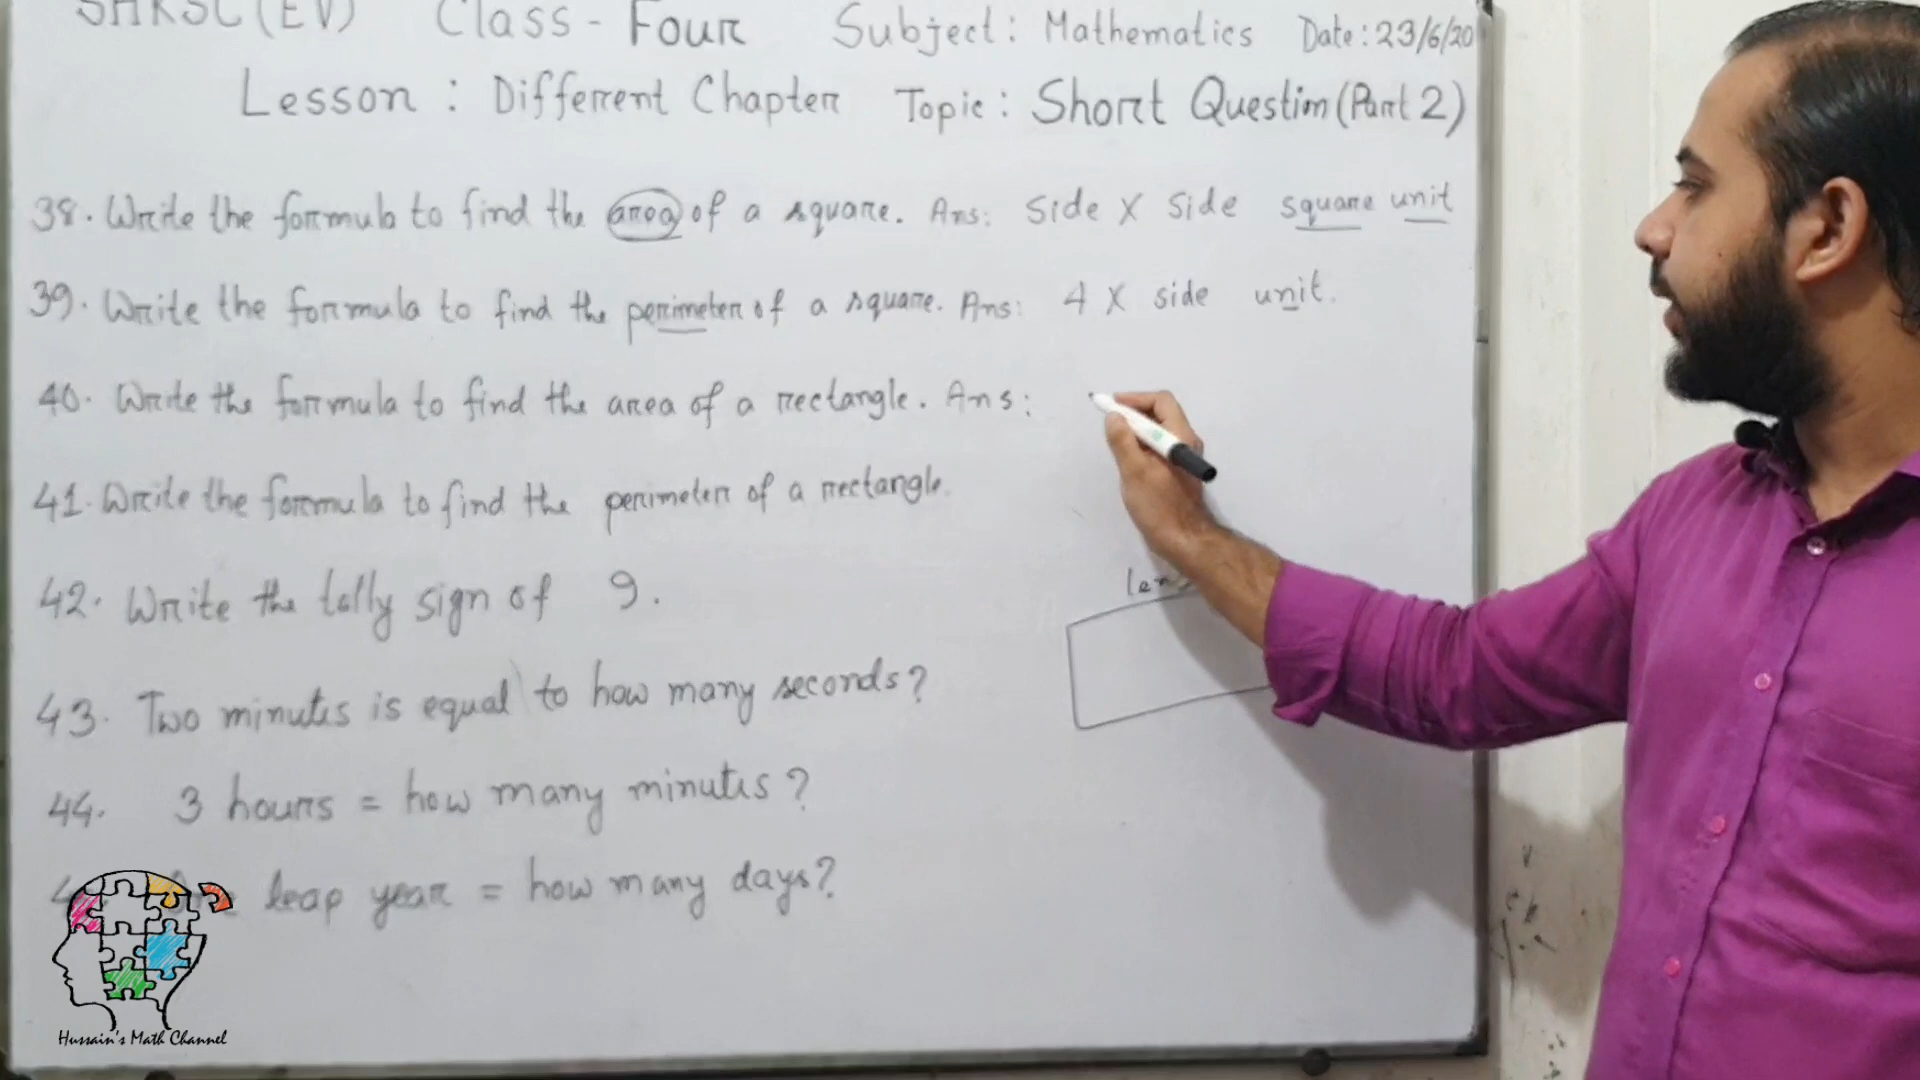 SHKSC (EV) Class - Four Subject: Mathematics Date: 23/6/20
Lesson : Different Chapter Topic : Short Question (Part 2)
38. Write the formula to find the area of a square. Ans: Side X Side square unit
39. Write the formula to find the perimeter of a square. Ans: 4 X side unit.
40. Write the formula to find the area of a rectangle. Ans:
41. Write the formula to find the perimeter of a rectangle.
len
42. Write the tally sign of 9.
43. Two minutes is equal to how many seconds?
44. 3 hours = how many minutes?
leap year = how many days?
Hussain's Math Channel